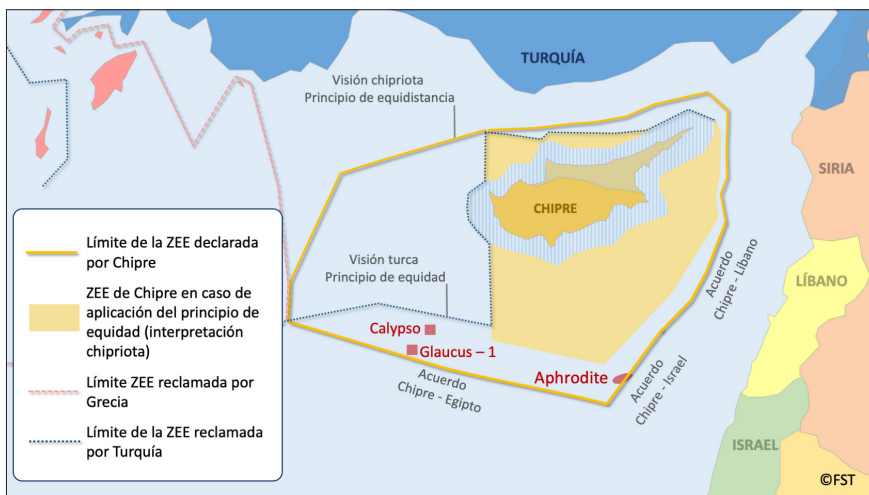 TURQUÍA
Visión chipriota
Principio de equidistancia
SIRIA
CHIPRE
Límite de la ZEE declarada
por Chipre
ZEE de Chipre en caso de
aplicación del principio de
equidad (interpretación
chipriota)
Límite ZEE reclamada por
Grecia
Límite de la ZEE reclamada
por Turquía
Visión turca
Principio de equidad
Acuerdo
Chipre - Líbano
LÍBANO
Calypso
Glaucus – 1
Aphrodite
Acuerdo
Chipre - Egipto
Acuerdo
Chipre - Israel
ISRAEL
©FST